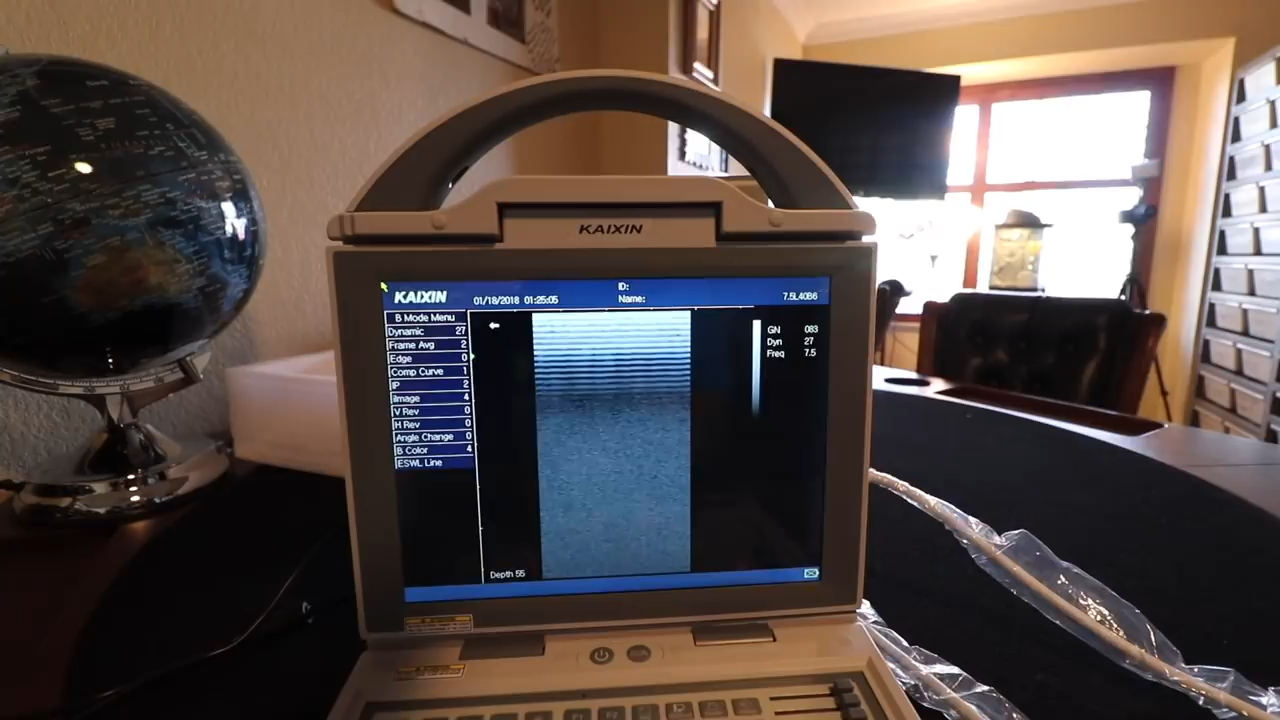 KAIXIN
KAIXIN
01/18/2018 01:25:05
ID:
Name:
7.5L40B6
B Mode Menu
Dynamic 27
Frame Avg 2
Edge 0
Comp Curve 1
IP 2
iImage 4
V Rev 0
H Rev 0
Angle Change 0
B Color 4
ESWL Line
GN 083
Dyn 27
Freq 7.5
Depth 55